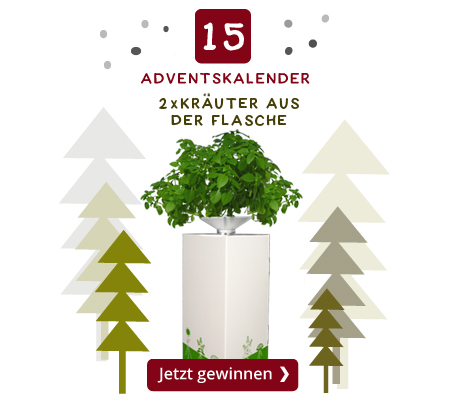 15
ADVENTSKALENDER
2xKRÄUTER AUS
DER FLASCHE
Jetzt gewinnen ❯